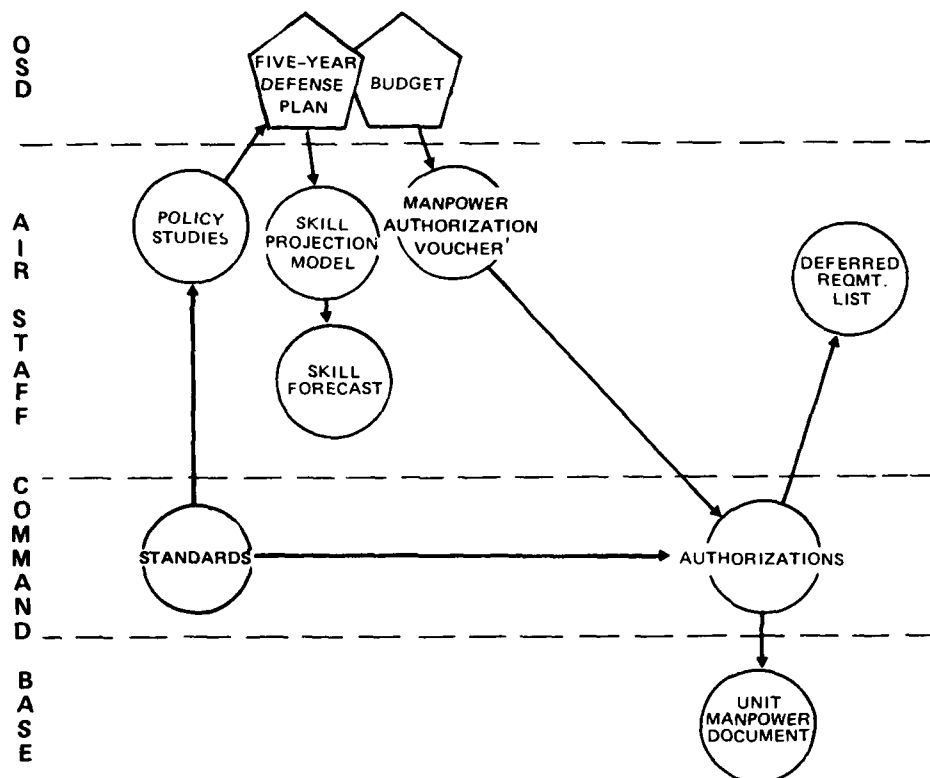 OSD
FIVE-YEAR
DEFENSE
PLAN
BUDGET
AIR STAFF
POLICY
STUDIES
SKILL
PROJECTION
MODEL
MANPOWER
AUTHORIZATION
VOUCHER'
DEFERRED
REQMT.
LIST
SKILL
FORECAST
COMMAND
STANDARDS
AUTHORIZATIONS
BASE
UNIT
MANPOWER
DOCUMENT